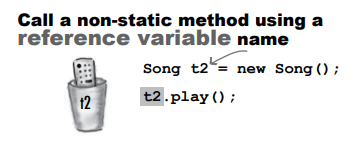 Call a non-static method using a
reference variable name
Song t2 = new Song();
t2.play();
t2